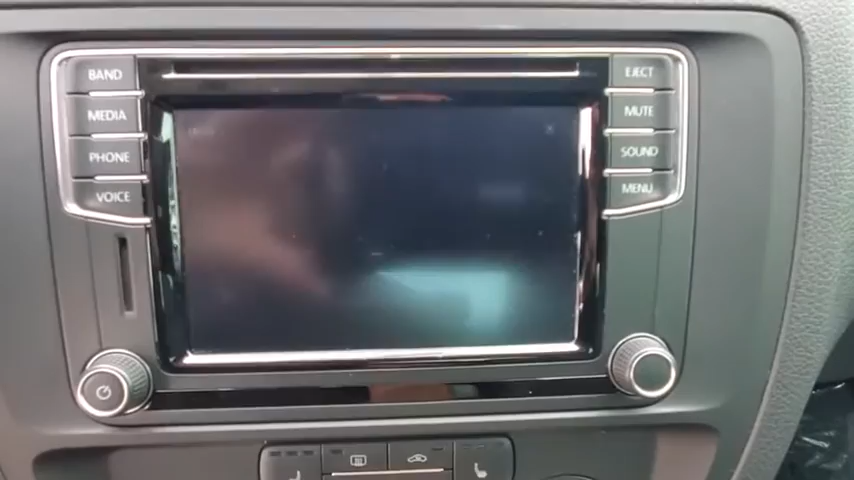 BAND
MEDIA
PHONE
VOICE
EJECT
MUTE
SOUND
MENU